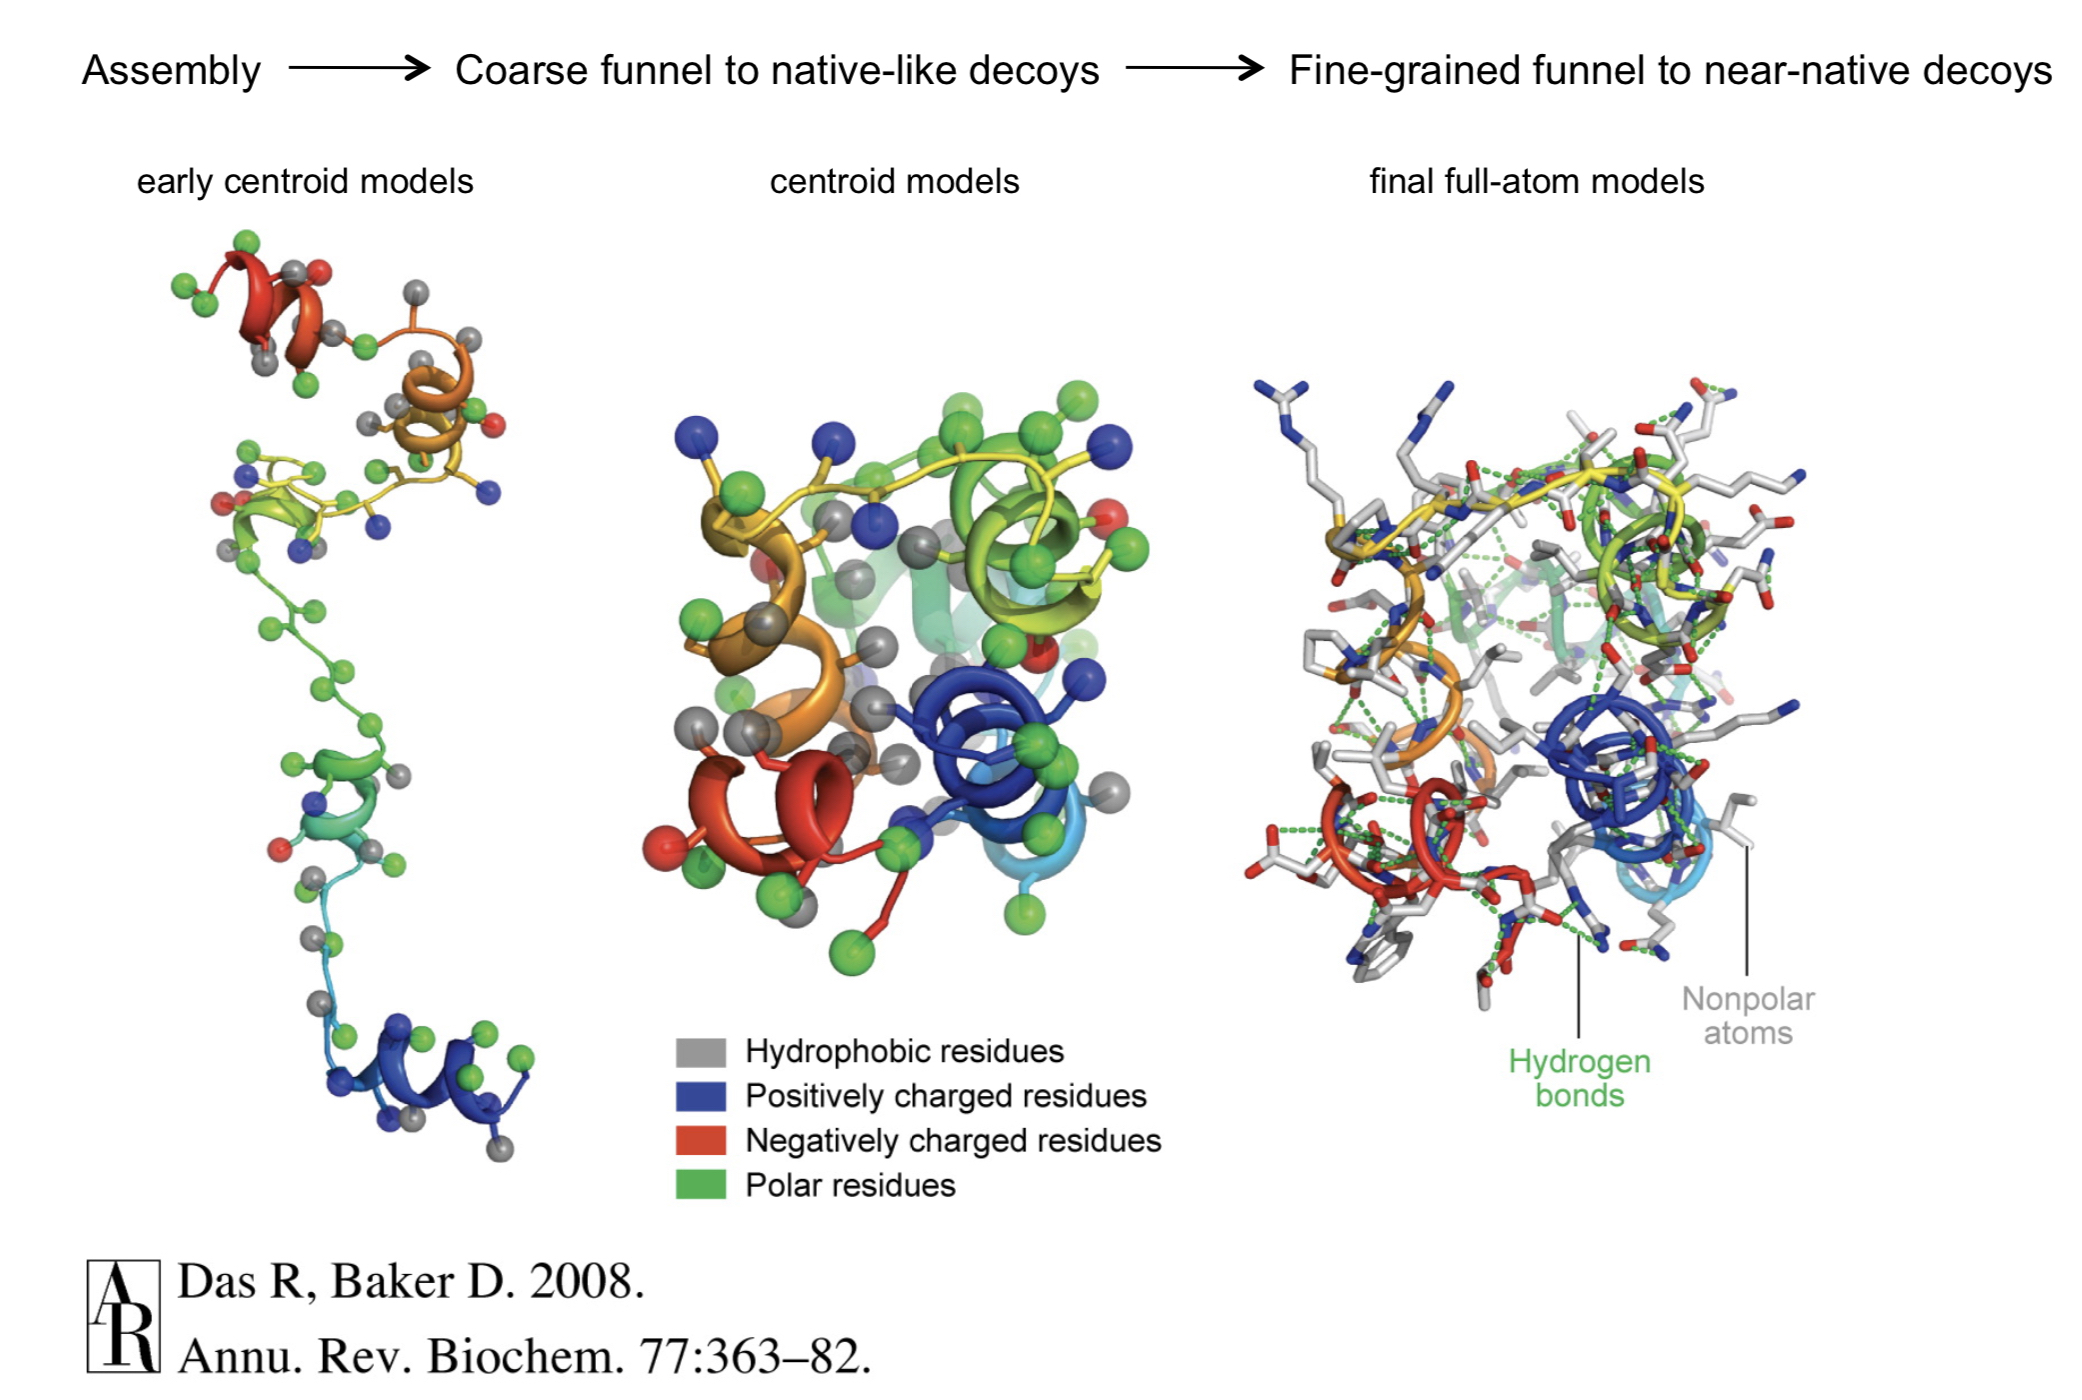 Assembly → Coarse funnel to native-like decoys → Fine-grained funnel to near-native decoys
early centroid models
centroid models
final full-atom models
Nonpolar
atoms
Hydrogen
bonds
Hydrophobic residues
Positively charged residues
Negatively charged residues
Polar residues
AR
Das R, Baker D. 2008.
Annu. Rev. Biochem. 77:363–82.